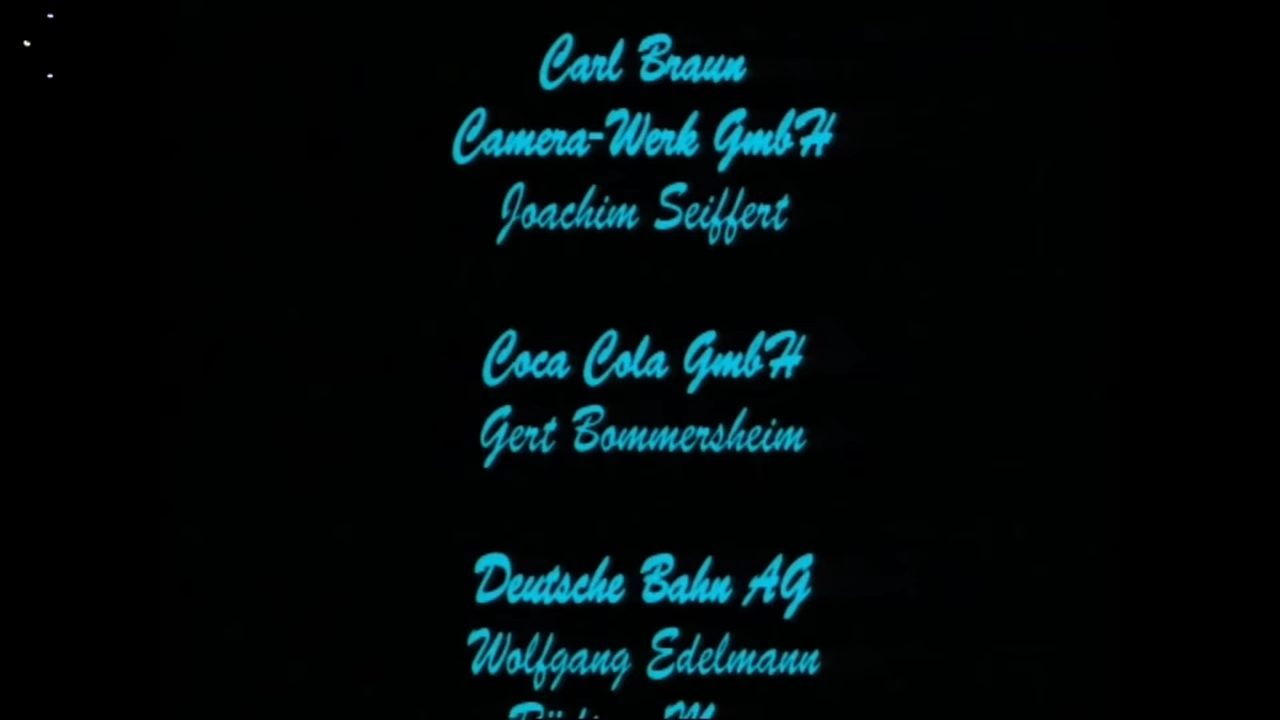 Carl Braun
Camera-Werk GmbH
Joachim Seiffert
Coca Cola GmbH
Gert Bommersheim
Deutsche Bahn AG
Wolfgang Edelmann